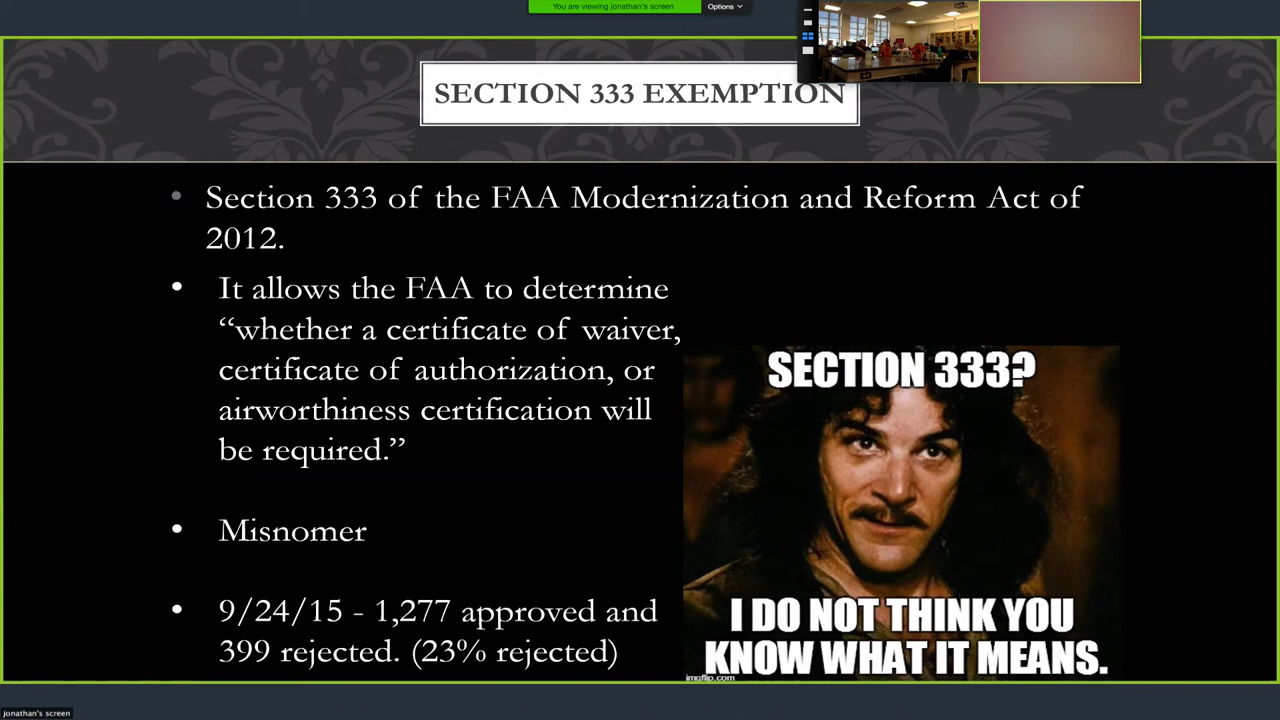 You are viewing jonathan's screen
Options
SECTION 333 EXEMPTION
• Section 333 of the FAA Modernization and Reform Act of
2012.
• It allows the FAA to determine
“whether a certificate of waiver,
certificate of authorization, or
airworthiness certification will
be required.”
• Misnomer
• 9/24/15 - 1,277 approved and
399 rejected. (23% rejected)
SECTION 333?
I DO NOT THINK YOU
KNOW WHAT IT MEANS.
imgflip.com
jonathan's screen